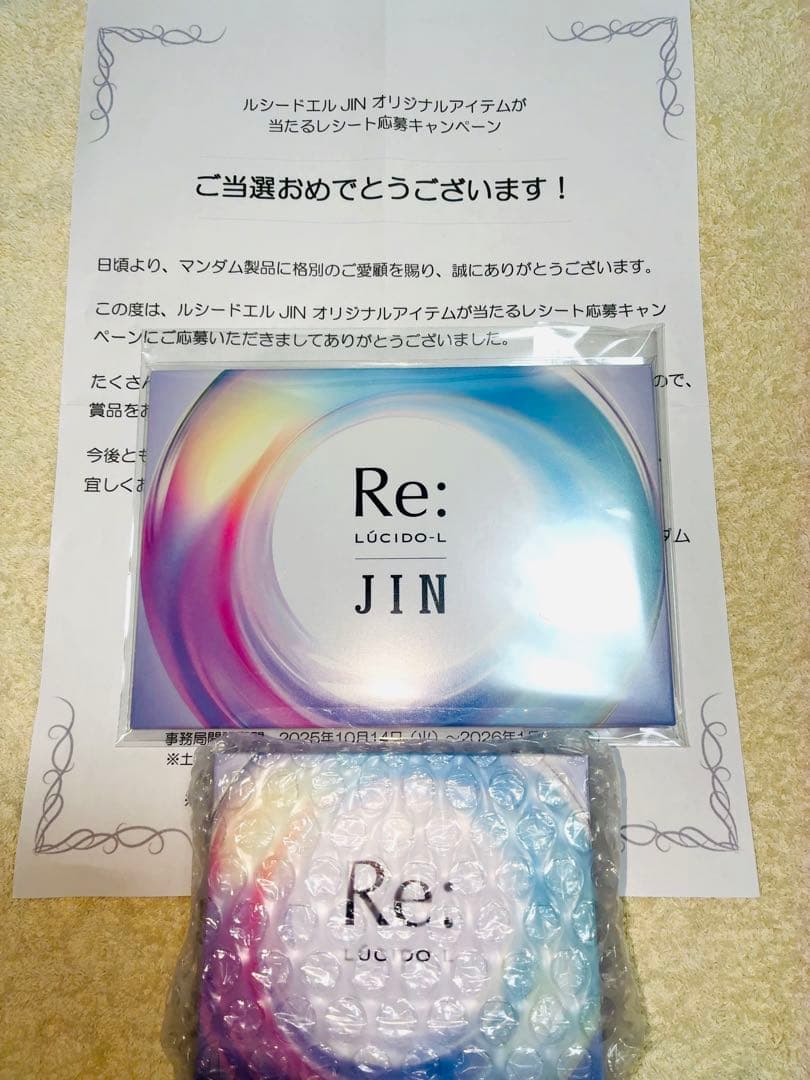 ルシードエル JIN オリジナルアイテムが
当たるレシート応募キャンペーン
ご当選おめでとうございます！
日頃より、マンダム製品に格別のご愛顧を賜り、誠にありがとうございます。
この度は、ルシードエル JIN オリジナルアイテムが当たるレシート応募キャン
ペーンにご応募いただきましてありがとうございました。
たくさん
ので、
賞品をお
今後とも
宜しくお
ダム
Re:
LÚCIDO-L
JIN
2025年10月14日（火）～2026年1
※土
Re:
LÚCIDO-L